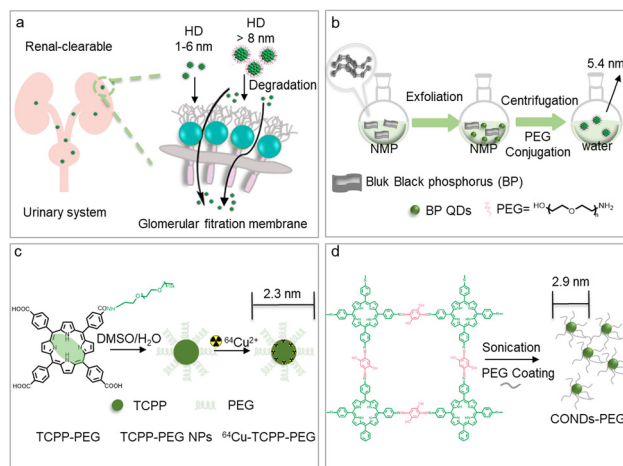 a
Renal-clearable
HD
1-6 nm
HD
> 8 nm
Degradation
Urinary system
Glomerular fitration membrane
b
5.4 nm
Exfoliation
Centrifugation
PEG
Conjugation
NMP
NMP
water
Bluk Black phosphorus (BP)
BP QDs
PEG=
HO
O
n
NH2
c
2.3 nm
HOOC
CONH
DMSO/H2O
64Cu2+
HOOC
COOH
TCPP
PEG
TCPP-PEG
TCPP-PEG NPs
64Cu-TCPP-PEG
d
2.9 nm
Sonication
PEG Coating
CONDs-PEG